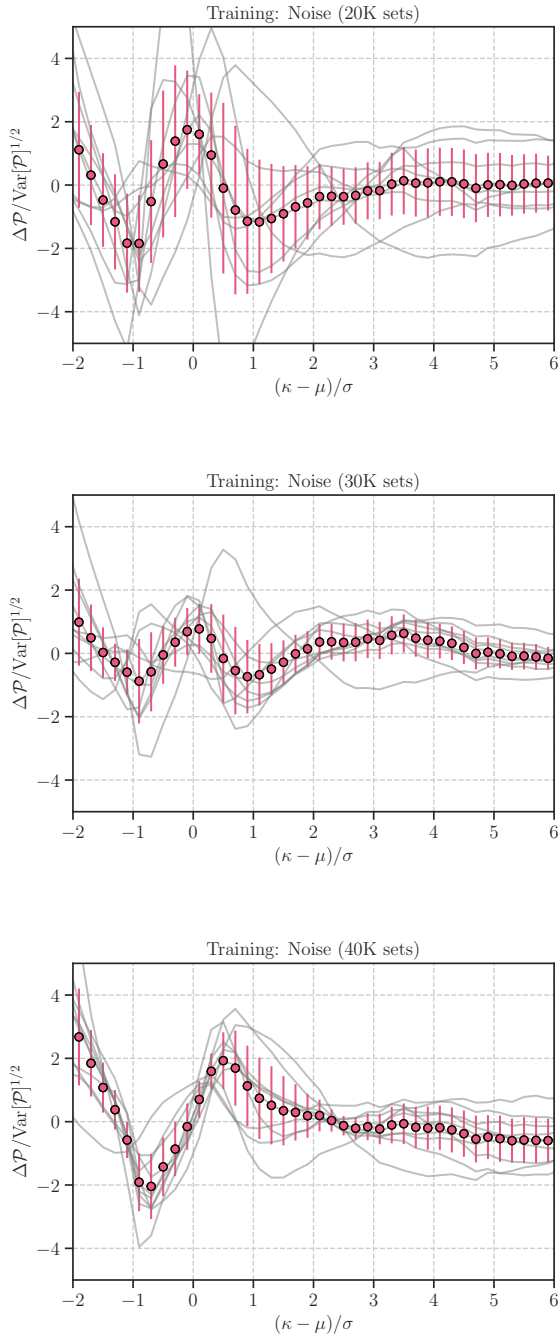 Training: Noise (20K sets)
4
2
0
−2
−4
ΔP/Var[P]^{1/2}
−2 −1 0 1 2 3 4 5 6
(κ − μ)/σ
Training: Noise (30K sets)
4
2
0
−2
−4
ΔP/Var[P]^{1/2}
−2 −1 0 1 2 3 4 5 6
(κ − μ)/σ
Training: Noise (40K sets)
4
2
0
−2
−4
ΔP/Var[P]^{1/2}
−2 −1 0 1 2 3 4 5 6
(κ − μ)/σ